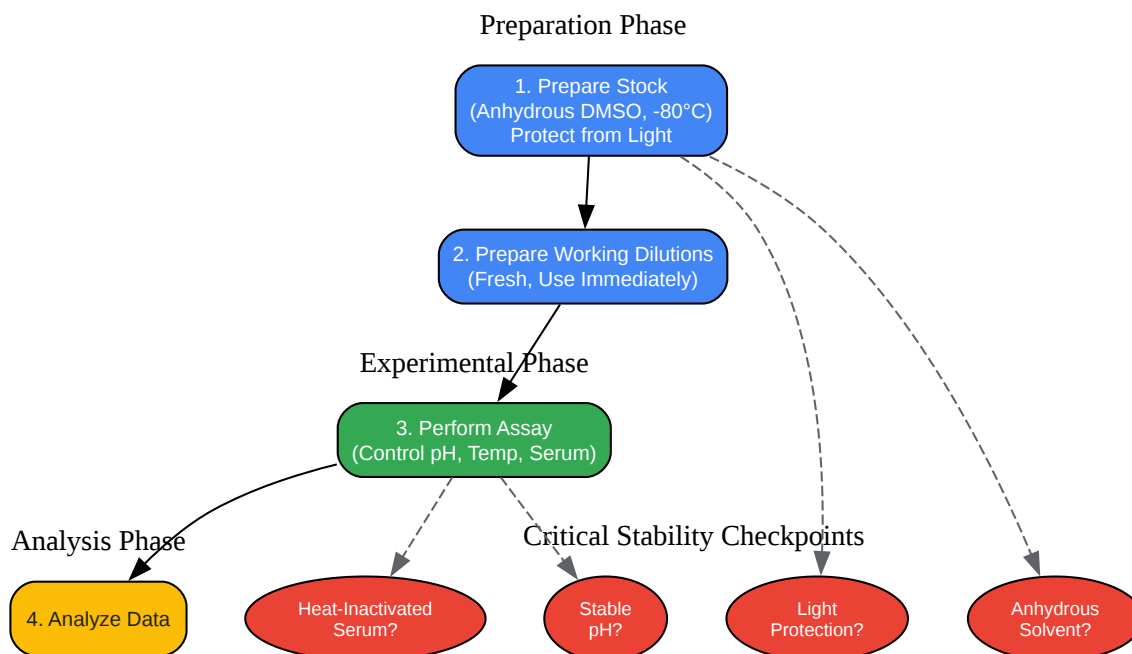 Preparation Phase
1. Prepare Stock
(Anhydrous DMSO, -80°C)
Protect from Light
2. Prepare Working Dilutions
(Fresh, Use Immediately)
Experimental Phase
3. Perform Assay
(Control pH, Temp, Serum)
Analysis Phase
4. Analyze Data
Critical Stability Checkpoints
Heat-Inactivated
Serum?
Stable
pH?
Light
Protection?
Anhydrous
Solvent?